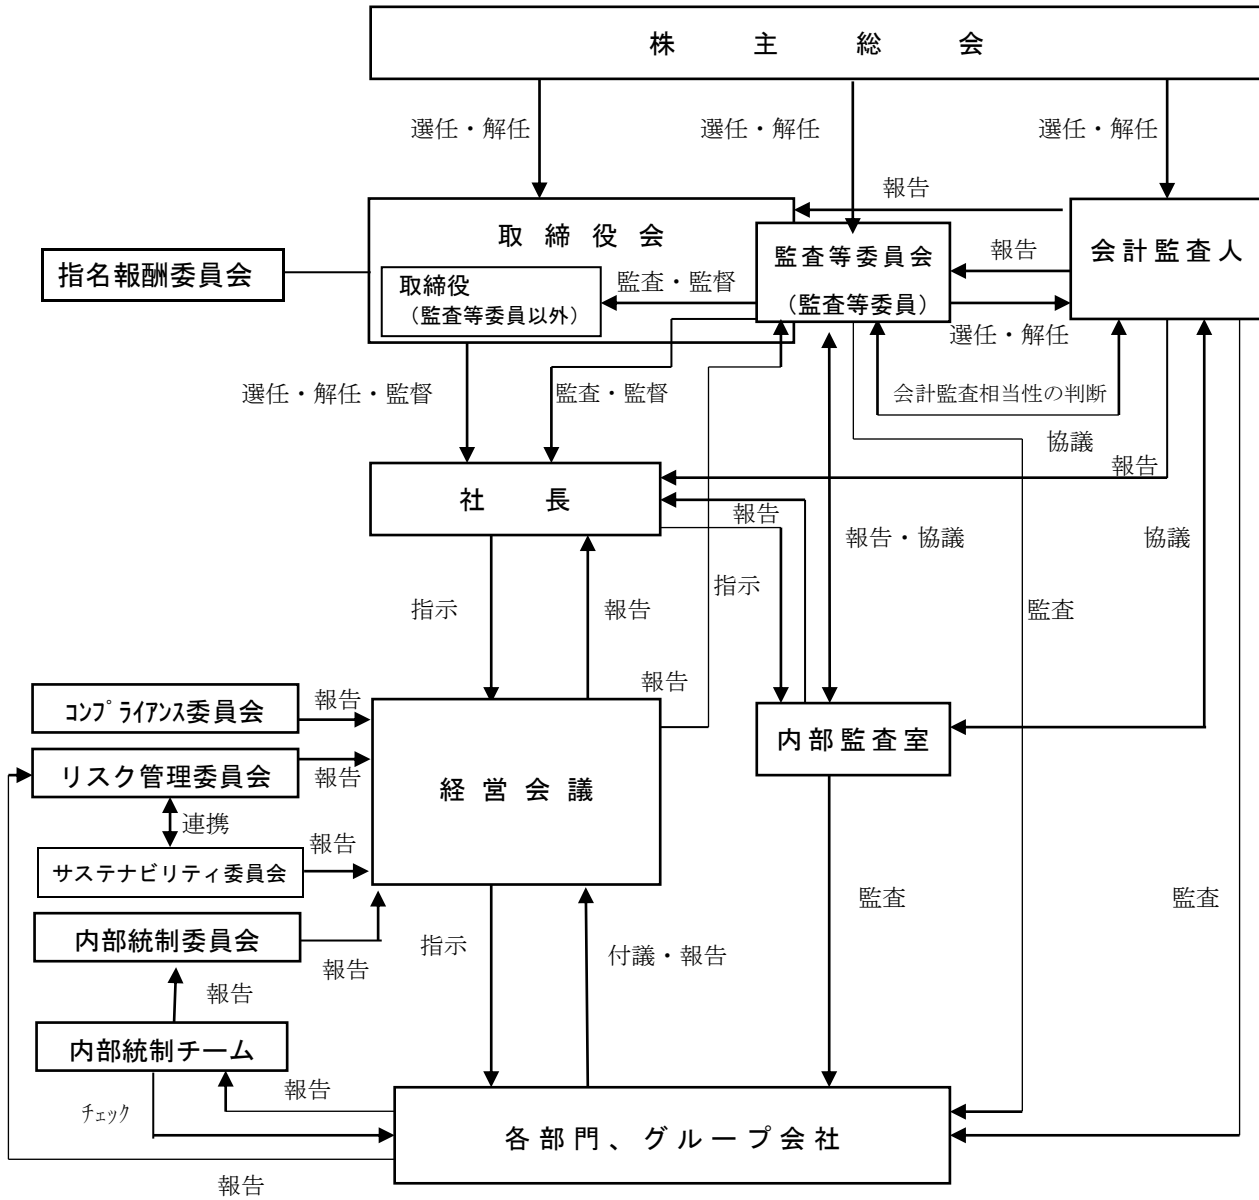 株主総会
選任・解任
選任・解任
選任・解任
報告
取締役会
監査等委員会
（監査等委員）
会計監査人
指名報酬委員会
取締役
（監査等委員以外）
監査・監督
報告
選任・解任
選任・解任・監督
監査・監督
会計監査相当性の判断
協議
報告
社長
報告
報告・協議
協議
指示
報告
指示
監査
報告
コンプライアンス委員会
報告
リスク管理委員会
報告
経営会議
内部監査室
連携
報告
サステナビリティ委員会
内部統制委員会
報告
指示
付議・報告
監査
監査
報告
内部統制チーム
報告
チェック
各部門、グループ会社
報告